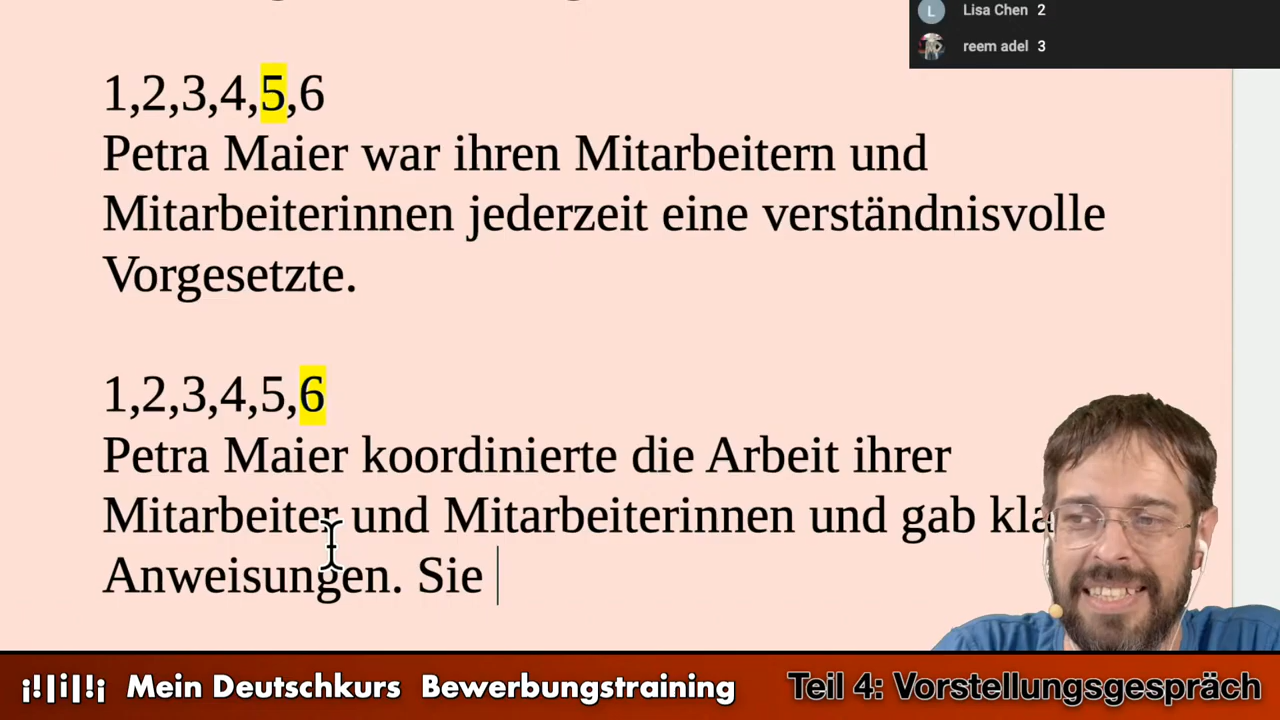 L Lisa Chen 2
reem adel 3
1,2,3,4,5,6
Petra Maier war ihren Mitarbeitern und
Mitarbeiterinnen jederzeit eine verständnisvolle
Vorgesetzte.
1,2,3,4,5,6
Petra Maier koordinierte die Arbeit ihrer
Mitarbeiter und Mitarbeiterinnen und gab kla
Anweisungen. Sie
¡!|i|!¡ Mein Deutschkurs Bewerbungstraining Teil 4: Vorstellungsgespräch